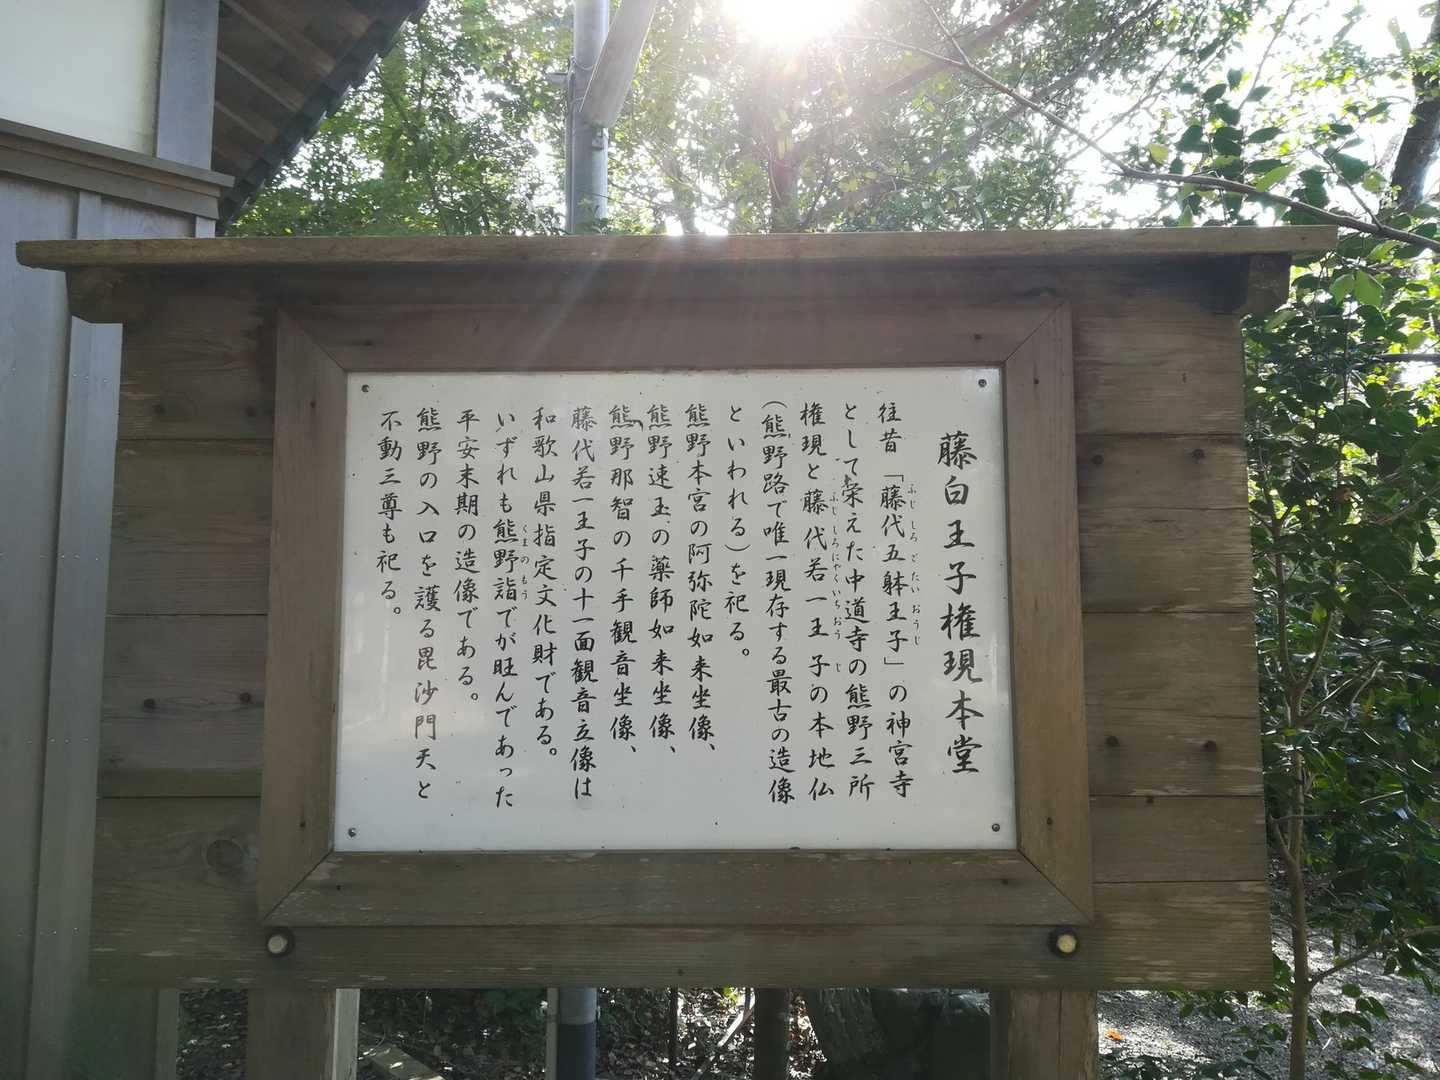 藤白王子権現本堂
往昔「藤代五躰王子」の神宮寺
として栄えた中道寺の熊野三所
権現と藤代若一王子の本地仏
(熊野路で唯一現存する最古の造像
といわれる)を祀る。
熊野本宮の阿弥陀如来坐像、
熊野速玉の薬師如来坐像、
熊野那智の千手観音坐像、
藤代若一王子の十一面観音立像は
和歌山県指定文化財である。
いずれも熊野詣でが旺んであった
平安末期の造像である。
熊野の入口を護る毘沙門天と
不動三尊も祀る。